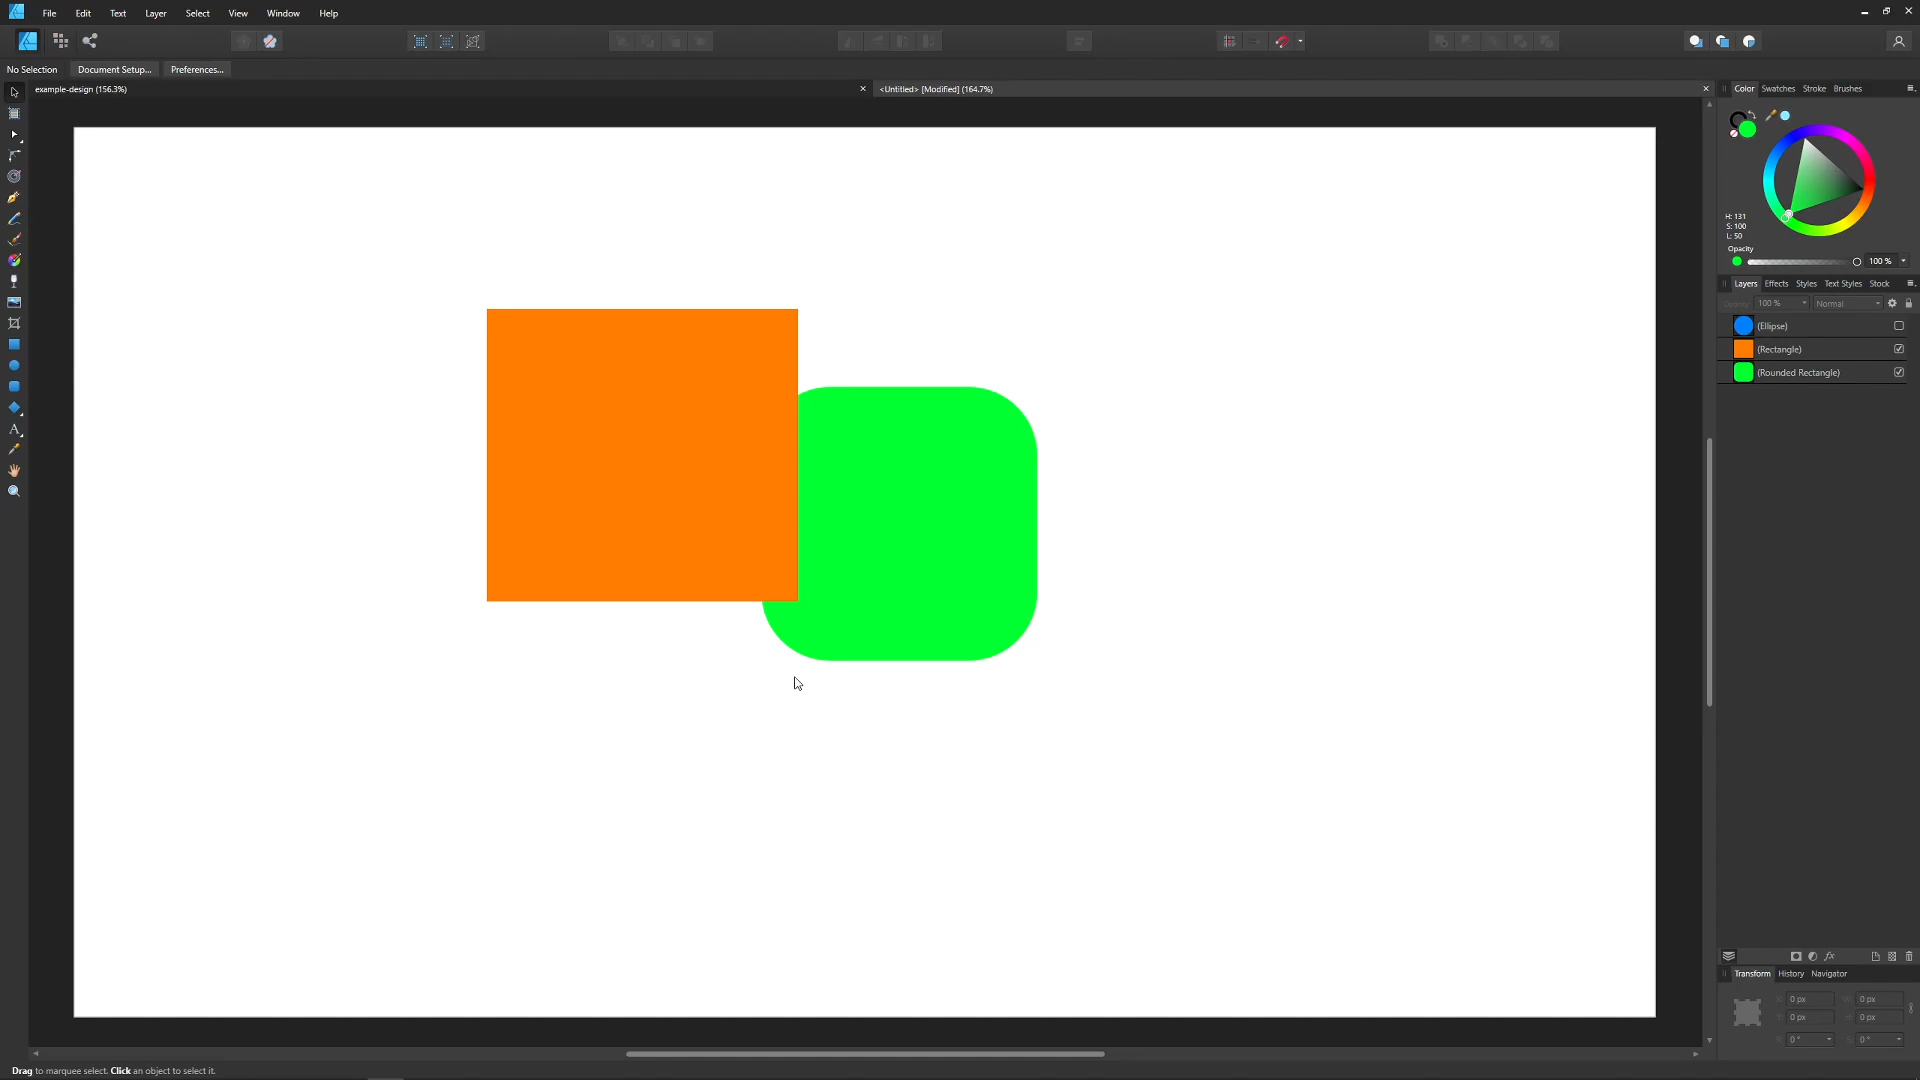 File Edit Text Layer Select View Window Help
No Selection Document Setup... Preferences...
example-design (156.3%)
<Untitled> [Modified] (164.7%)
Color Swatches Stroke Brushes
H: 131
S: 100
L: 50
Opacity
100 %
Layers Effects Styles Text Styles Stock
Opacity: 100 % Normal
(Ellipse)
(Rectangle)
(Rounded Rectangle)
fx
Transform History Navigator
X: 0 px W: 0 px
Y: 0 px H: 0 px
R: 0 ° S: 0 °
Drag to marquee select. Click an object to select it.